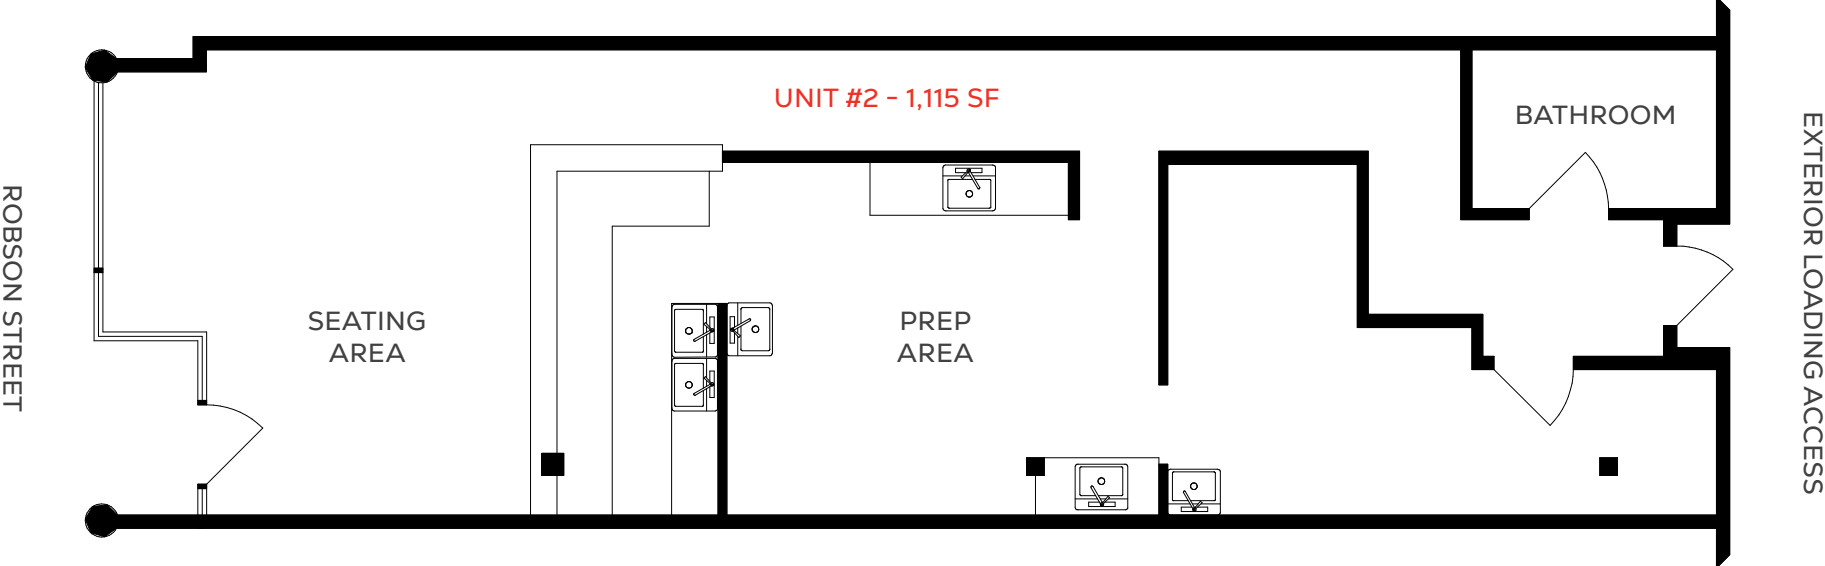 UNIT #2 - 1,115 SF
BATHROOM
ROBSON STREET
SEATING
AREA
PREP
AREA
EXTERIOR LOADING ACCESS